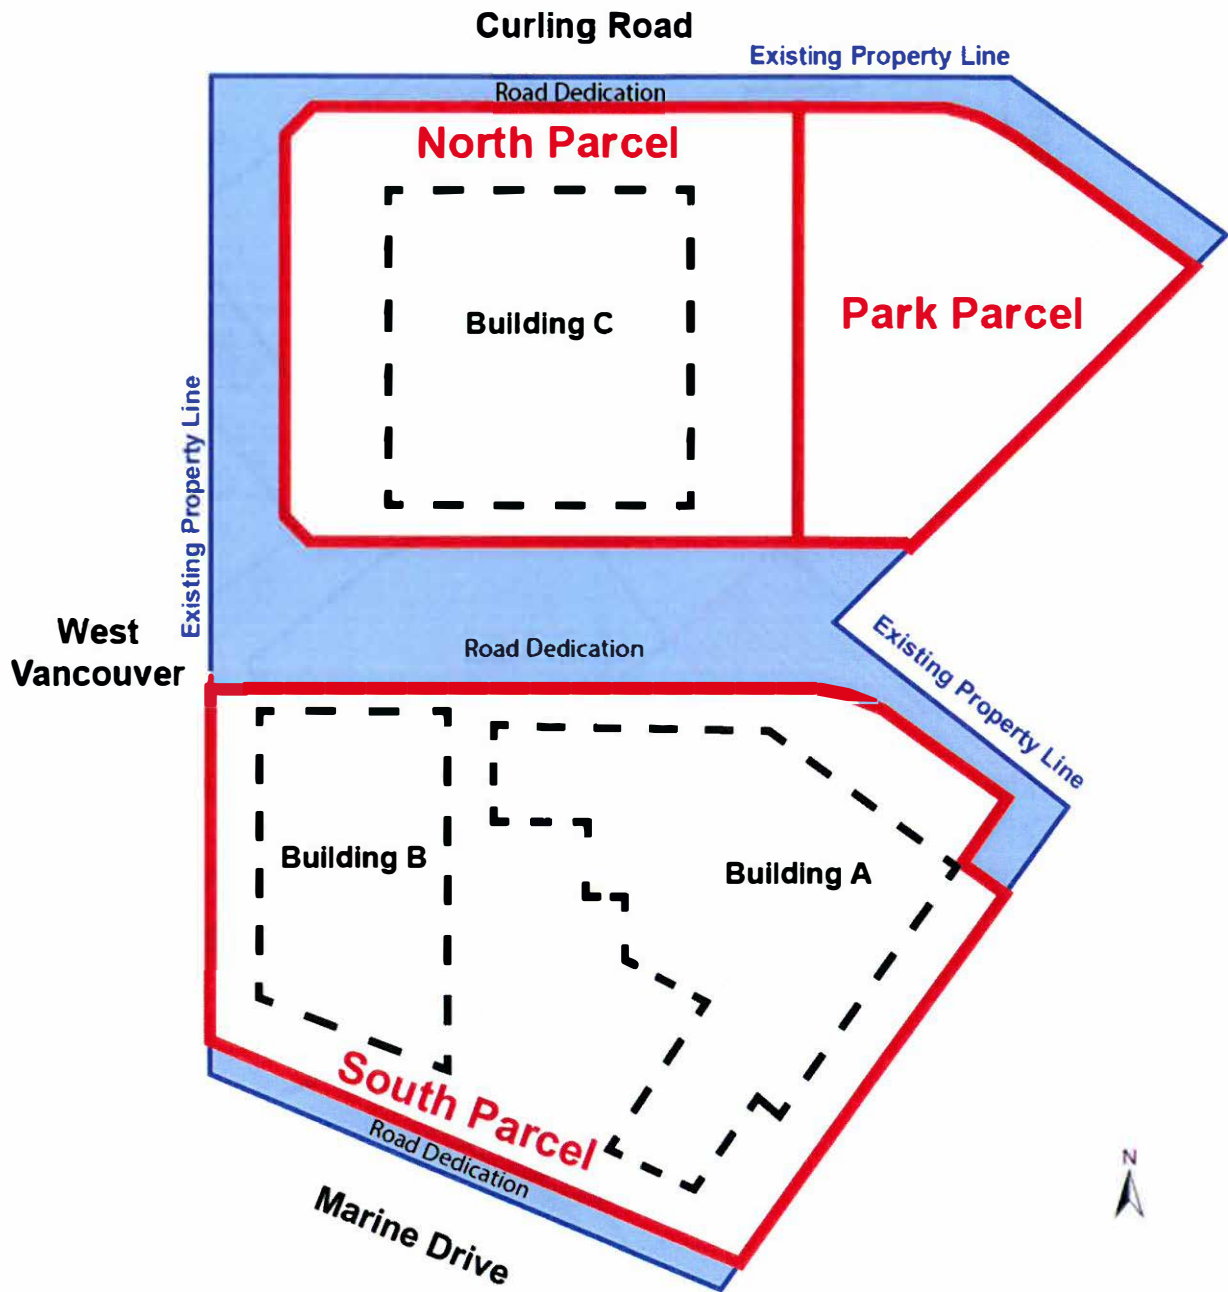 Curling Road
Existing Property Line
Road Dedication
North Parcel
Building C
Park Parcel
Existing Property Line
West
Vancouver
Road Dedication
Existing Property Line
Building B
Building A
South Parcel
Road Dedication
Marine Drive
N